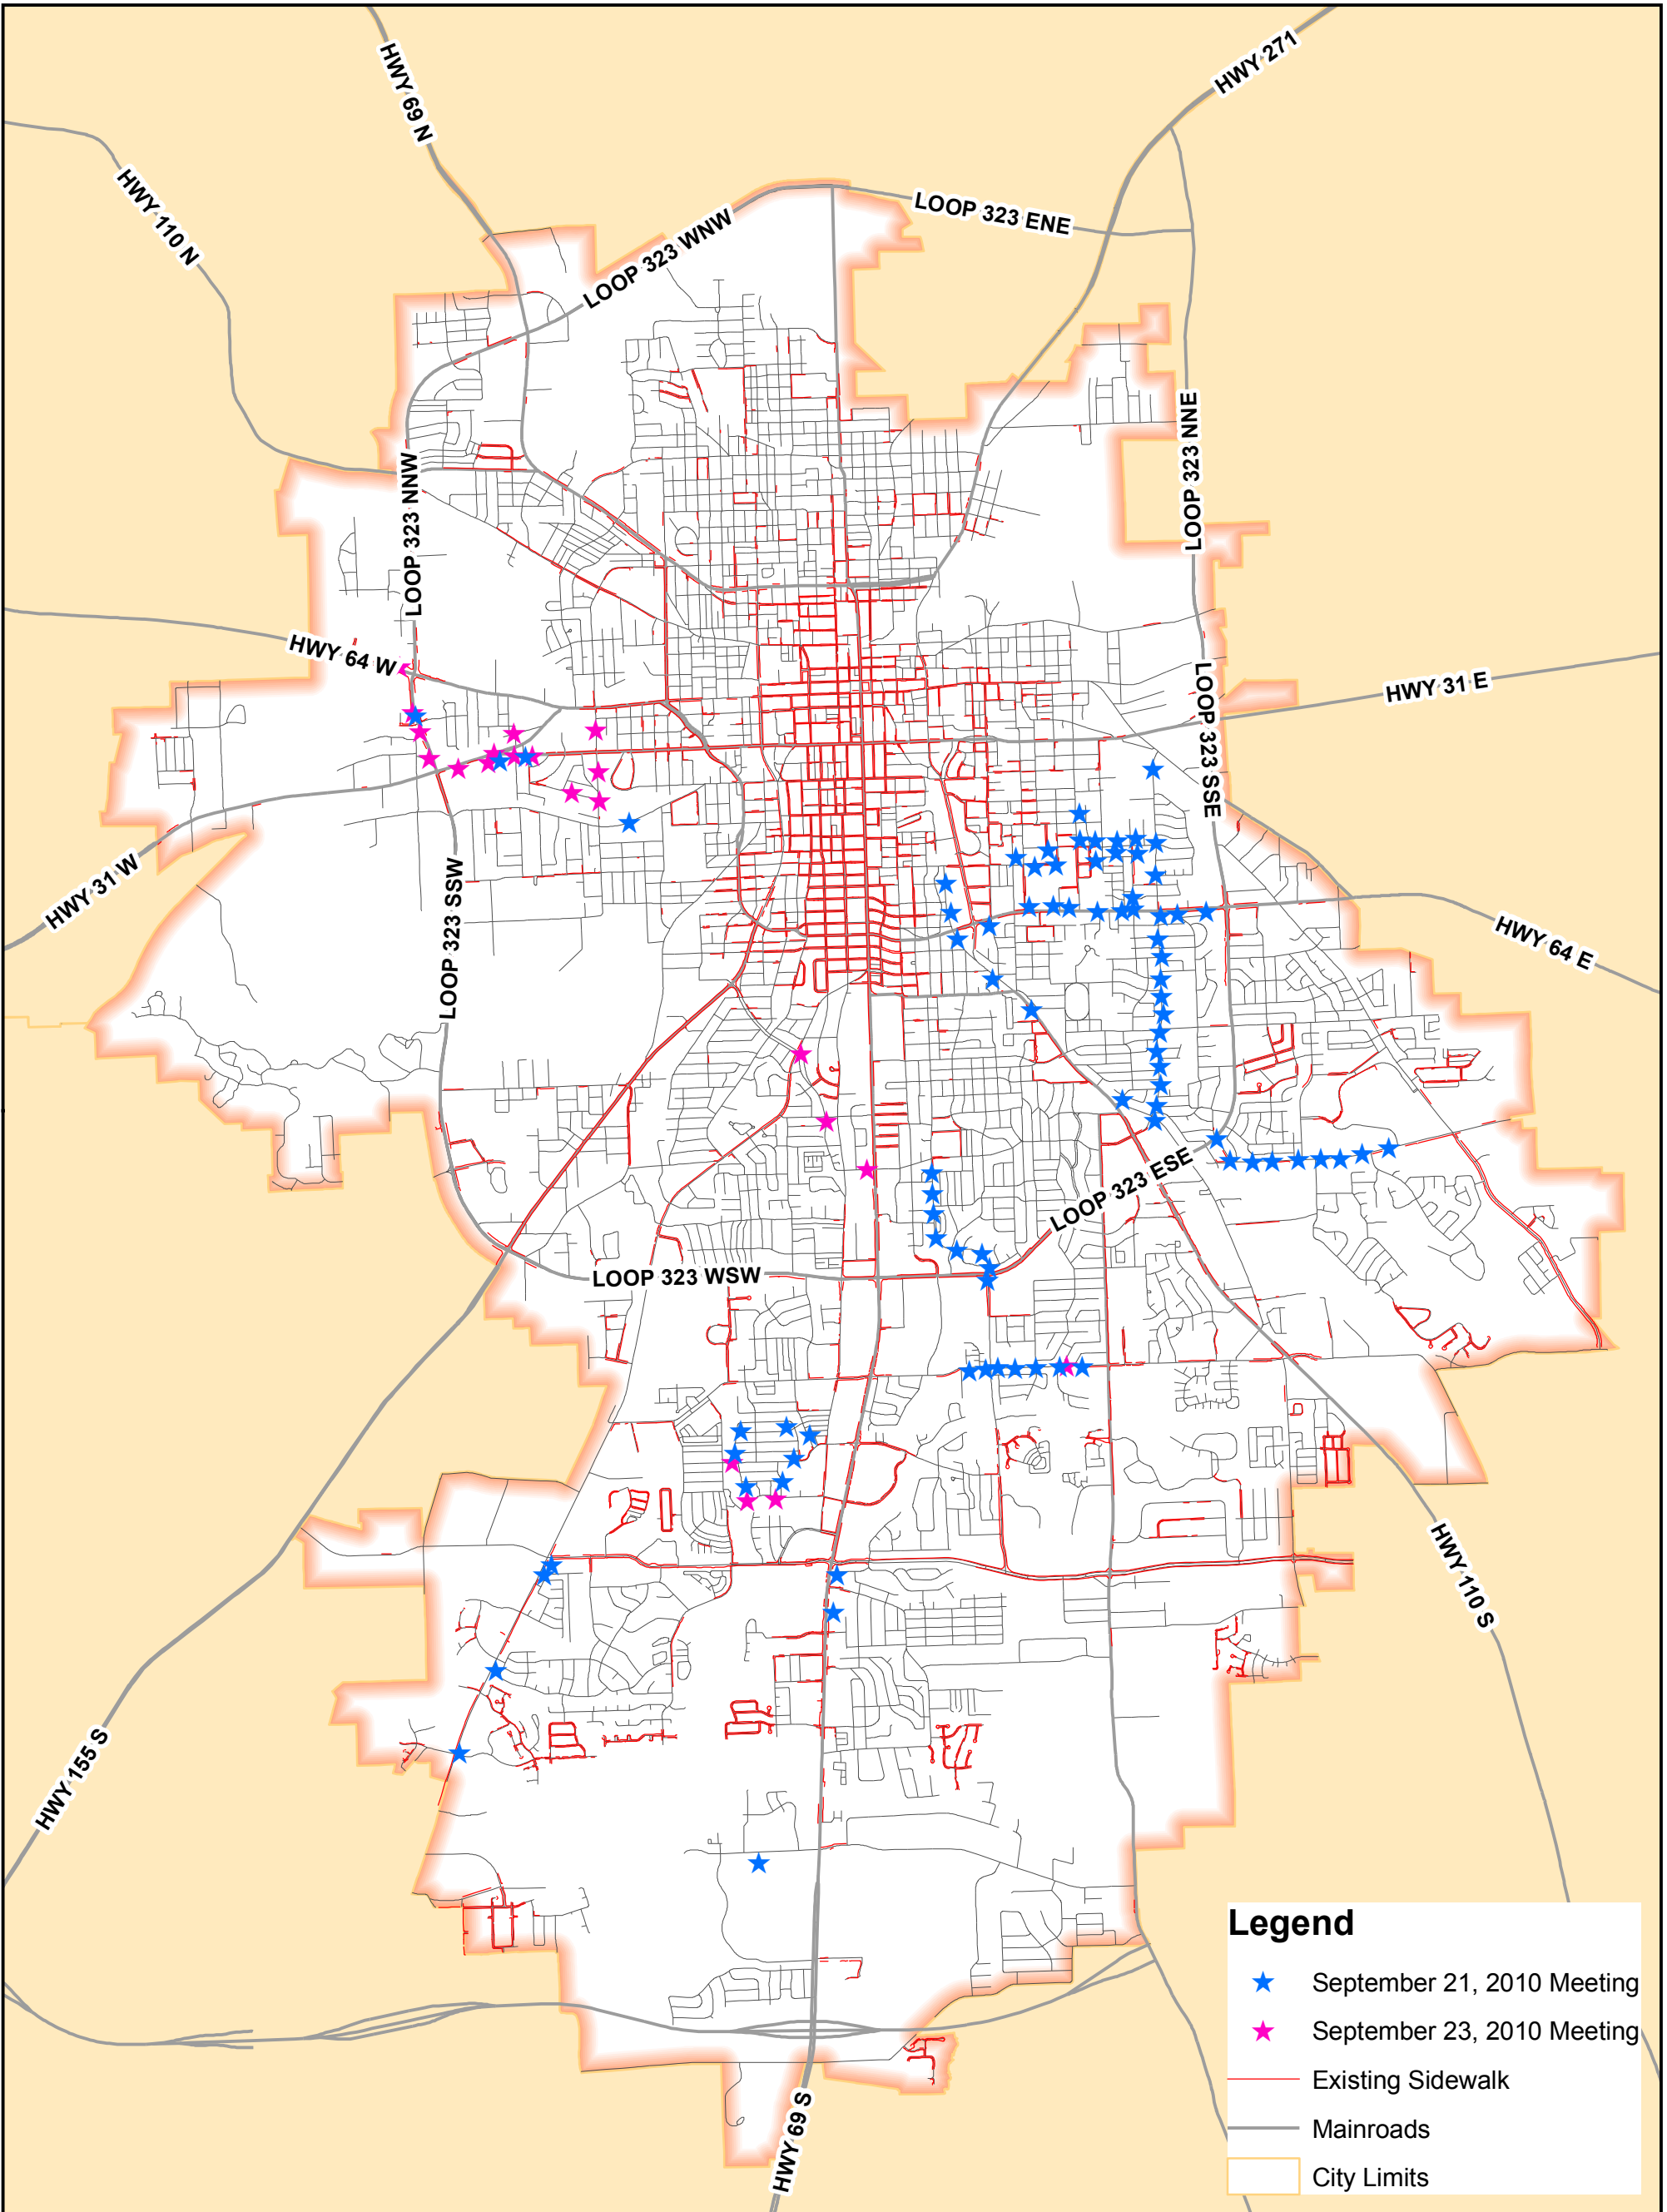 HWY 271
HWY 69 N
HWY 110 N
LOOP 323 ENE
LOOP 323 WNW
LOOP 323 NNE
LOOP 323 NNW
HWY 64 W
HWY 31 E
LOOP 323 SSE
HWY 31 W
LOOP 323 SSW
HWY 64 E
LOOP 323 ESE
LOOP 323 WSW
HWY 110 S
HWY 155 S
HWY 69 S
Legend
September 21, 2010 Meeting
September 23, 2010 Meeting
Existing Sidewalk
Mainroads
City Limits